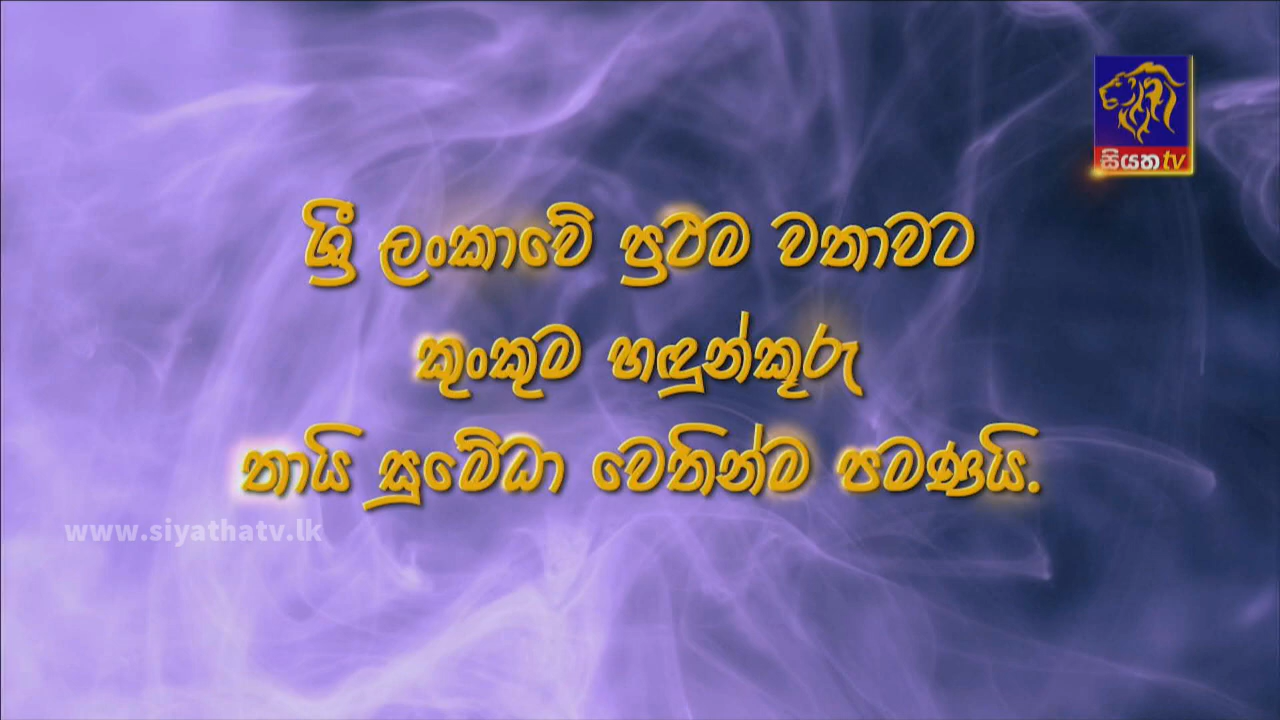 සියත tv
ශ්‍රී ලංකාවේ ප්‍රථම වතාවට
කුංකුම හඳුන්කූරු
තායි සුමේධා වෙතින්ම පමණයි.
www.siyathatv.lk